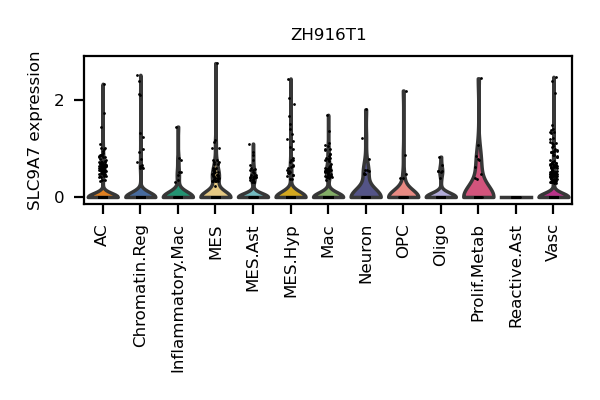 ZH916T1
SLC9A7 expression
2
0
AC
Chromatin.Reg
Inflammatory.Mac
MES
MES.Ast
MES.Hyp
Mac
Neuron
OPC
Oligo
Prolif.Metab
Reactive.Ast
Vasc